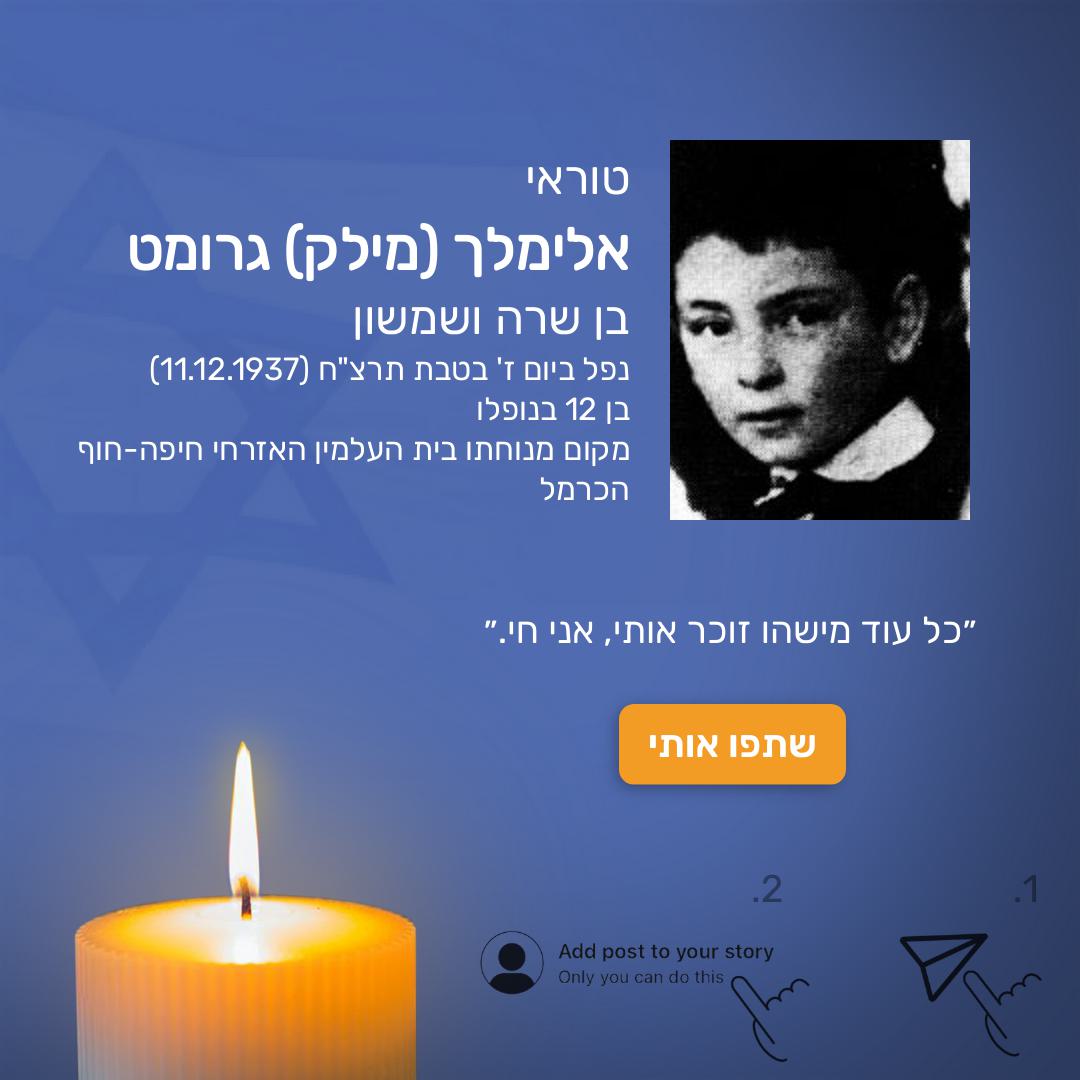 טוראי
אלימלך (מילק) גרומט
בן שרה ושמשון
נפל ביום ז' בטבת תרצ"ח (11.12.1937)
בן 12 בנופלו
מקום מנוחתו בית העלמין האזרחי חיפה-חוף
הכרמל
״כל עוד מישהו זוכר אותי, אני חי.״
שתפו אותי
.1
.2
Add post to your story
Only you can do this